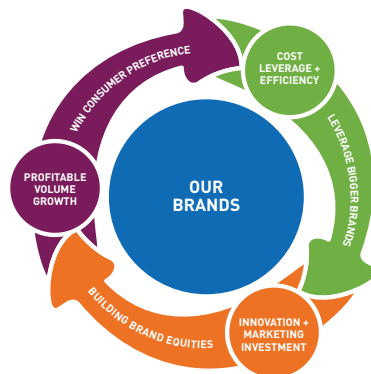 WIN CONSUMER PREFERENCE
COST
LEVERAGE +
EFFICIENCY
LEVERAGE BIGGER BRANDS
PROFITABLE
VOLUME
GROWTH
OUR
BRANDS
BUILDING BRAND EQUITIES
INNOVATION +
MARKETING
INVESTMENT